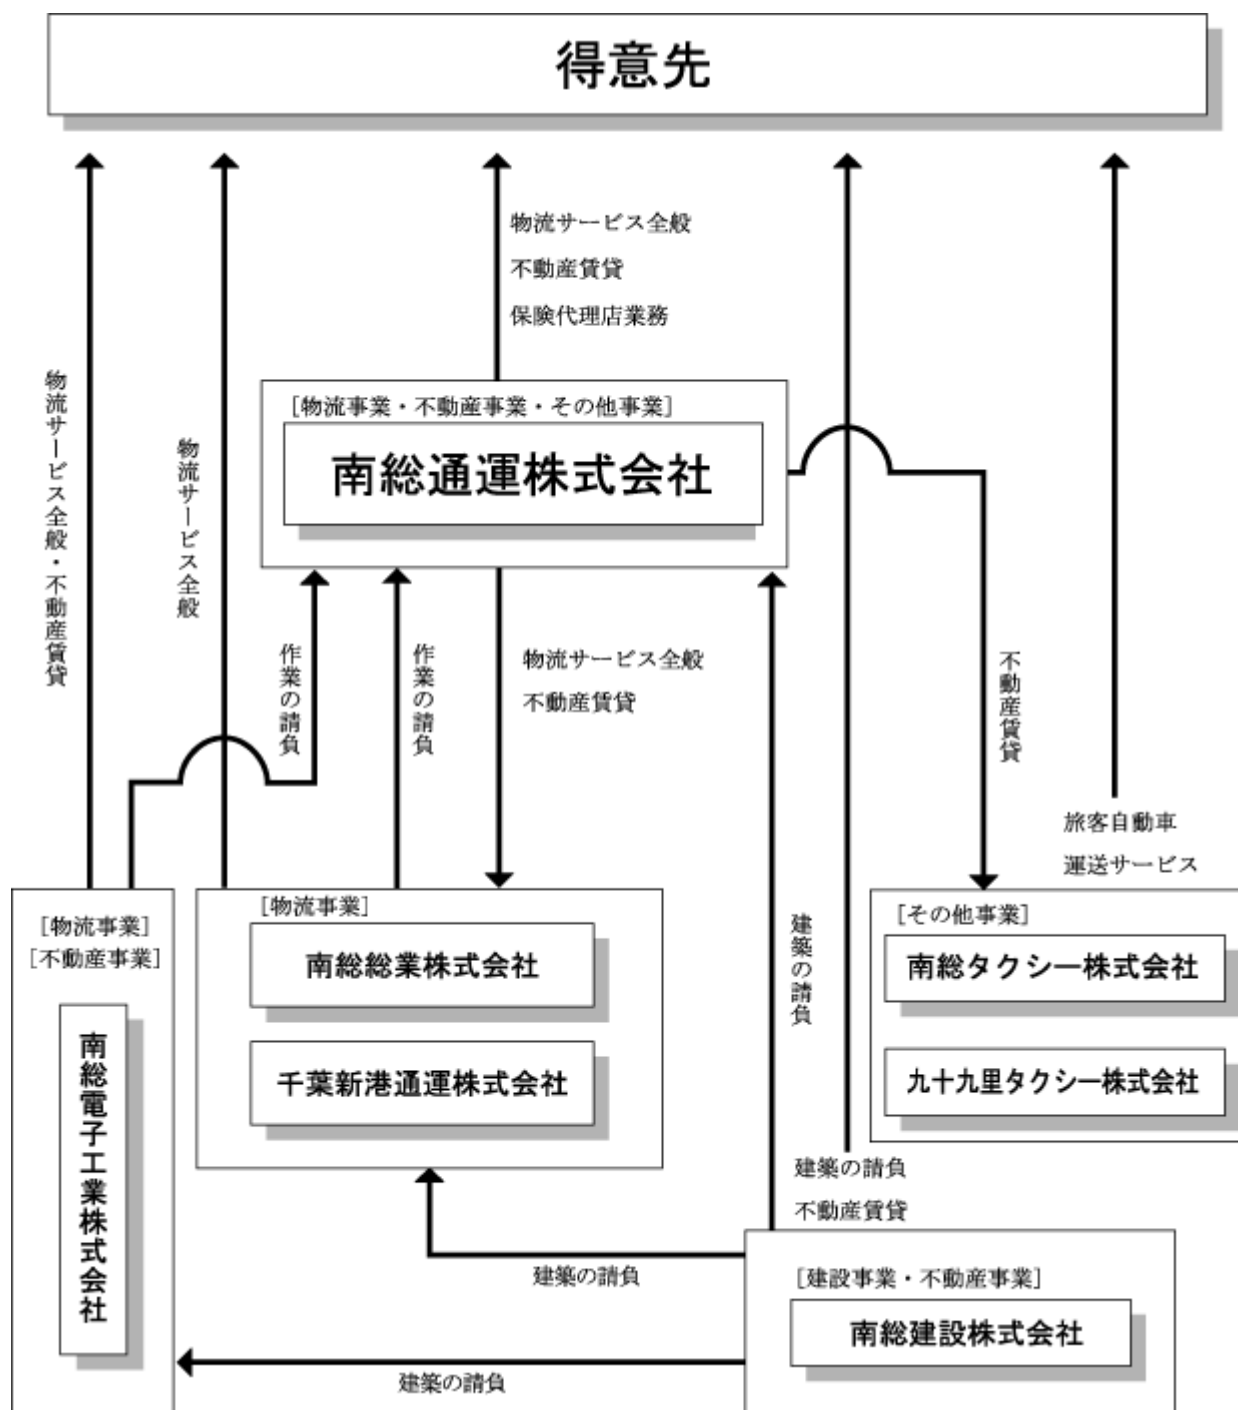 得意先
物流サービス全般
不動産賃貸
保険代理店業務
物流サービス全般・不動産賃貸
物流サービス全般
[物流事業・不動産事業・その他事業]
南総通運株式会社
作業の請負
作業の請負
物流サービス全般
不動産賃貸
不動産賃貸
旅客自動車
運送サービス
[物流事業]
[不動産事業]
南総電子工業株式会社
[物流事業]
南総総業株式会社
千葉新港通運株式会社
建築の請負
[その他事業]
南総タクシー株式会社
九十九里タクシー株式会社
建築の請負
不動産賃貸
建築の請負
[建設事業・不動産事業]
南総建設株式会社
建築の請負